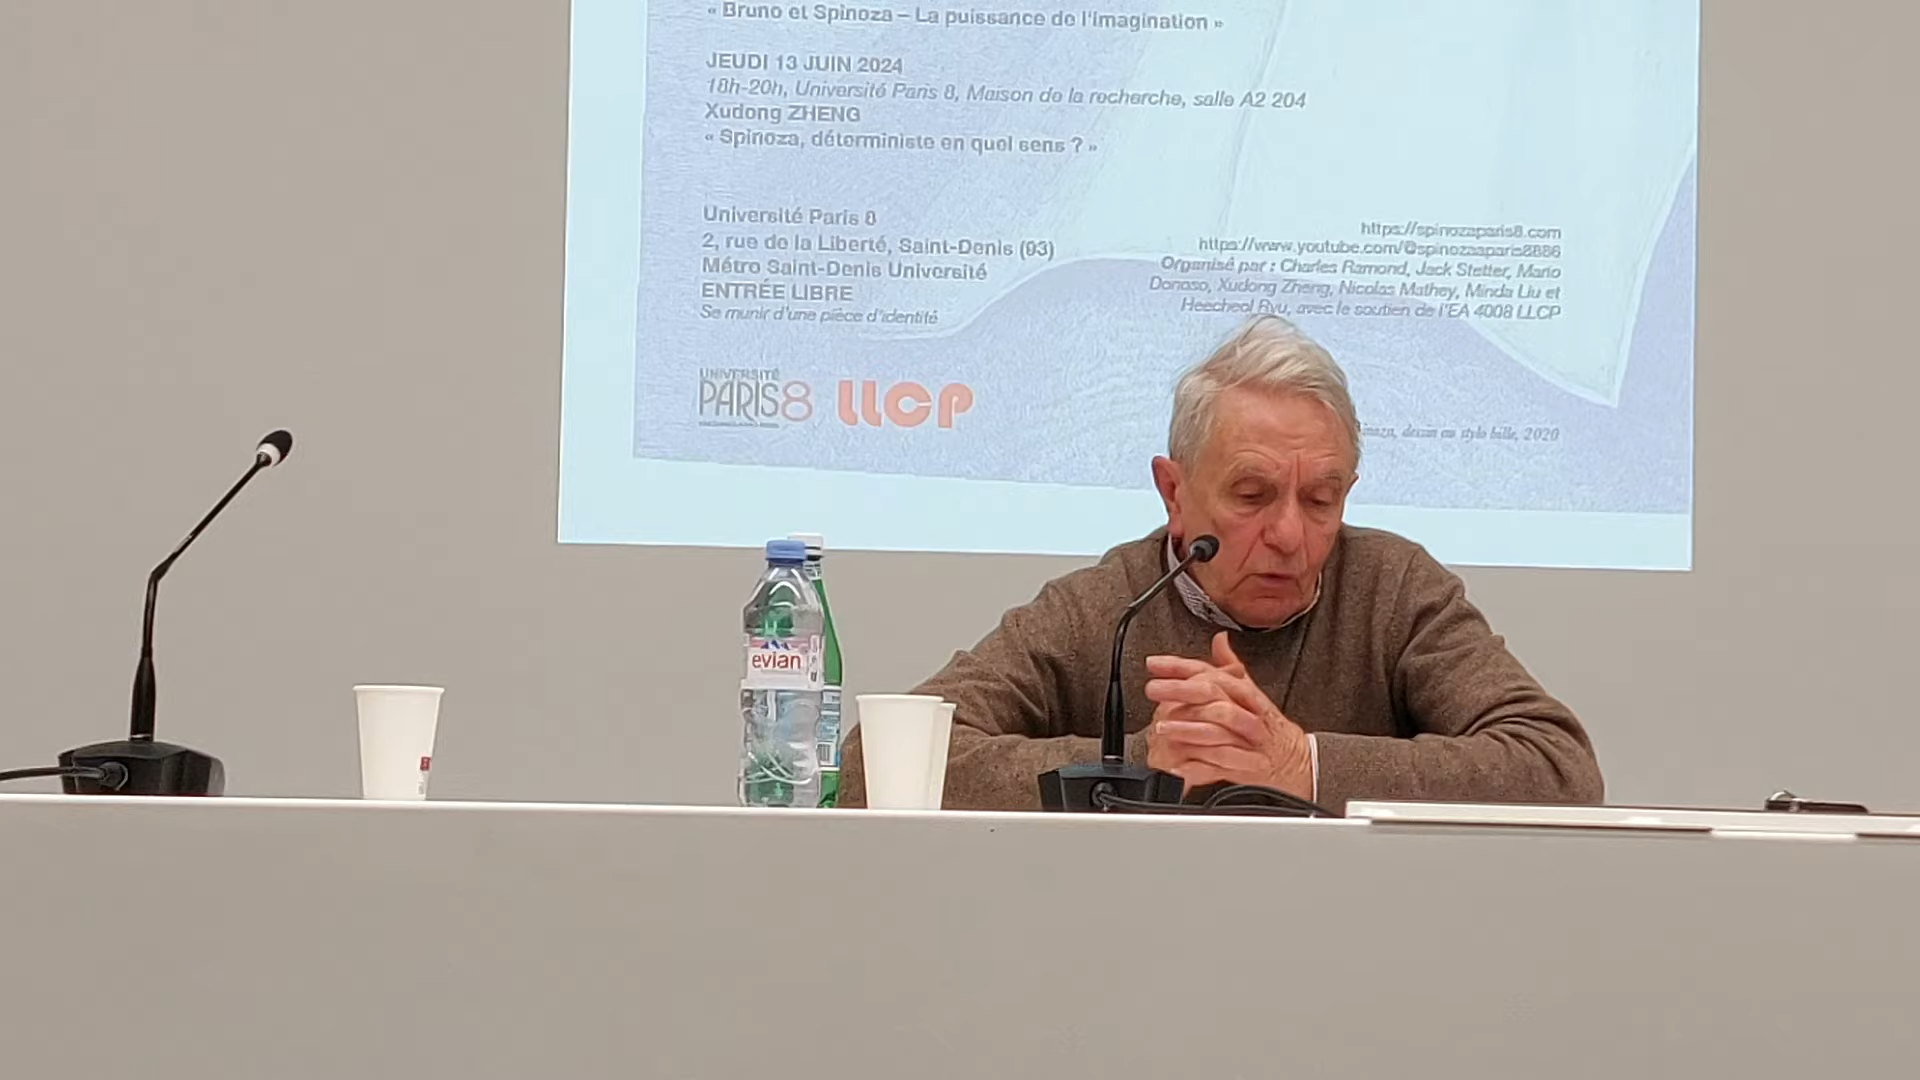 « Bruno et Spinoza – La puissance de l'imagination »
JEUDI 13 JUIN 2024
18h-20h, Université Paris 8, Maison de la recherche, salle A2 204
Xudong ZHENG
« Spinoza, déterministe en quel sens ? »
Université Paris 8
2, rue de la Liberté, Saint-Denis (93)
Métro Saint-Denis Université
ENTRÉE LIBRE
Se munir d'une pièce d'identité
https://spinozaparis8.com
https://www.youtube.com/@spinozaaparis8886
Organisé par : Charles Ramond, Jack Stetter, Mario
Donoso, Xudong Zheng, Nicolas Mathey, Minda Liu et
Heecheol Ryu, avec le soutien de l'EA 4008 LLCP
UNIVERSITÉ
PARIS8
LLCP
dessin au stylo bille, 2020
evian